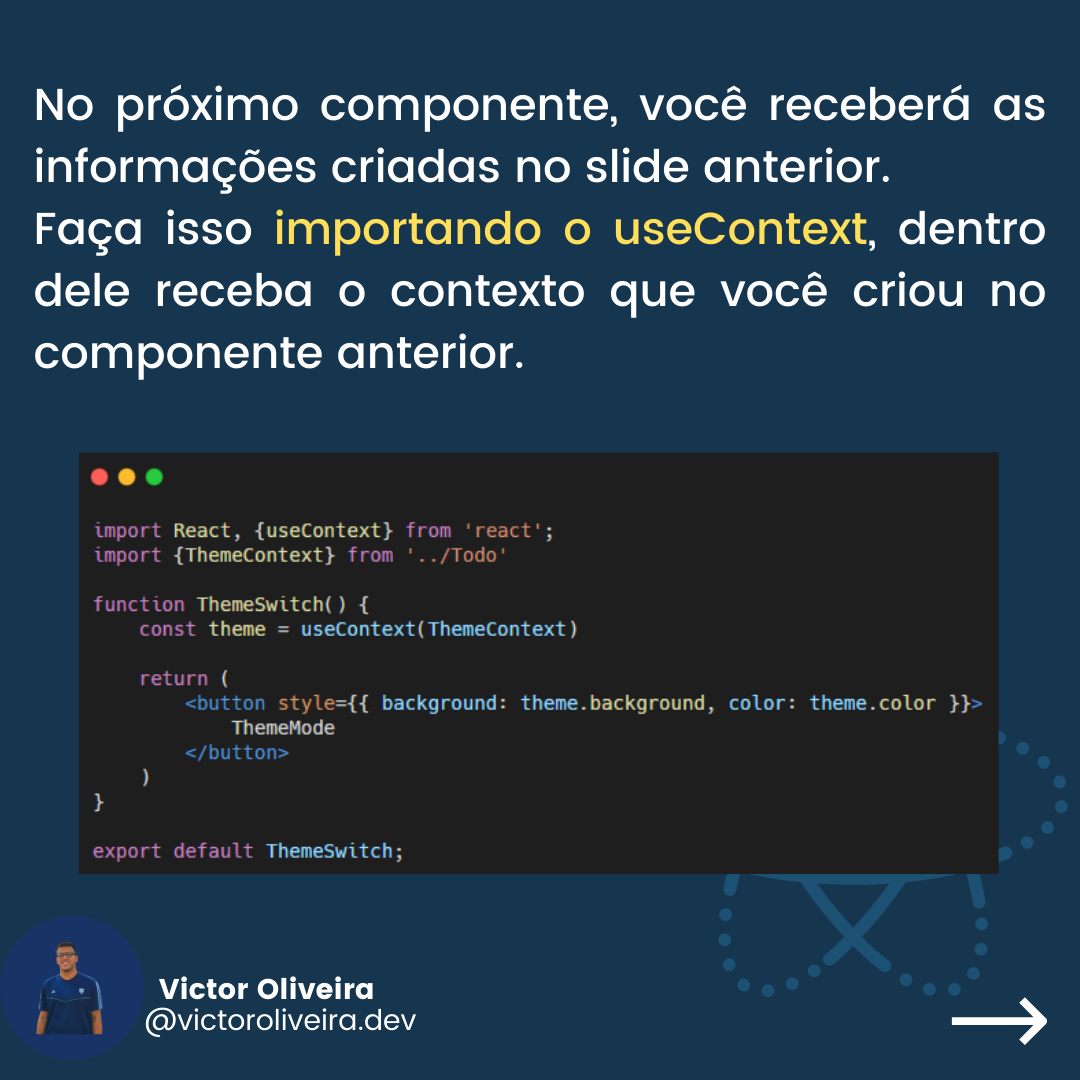 No próximo componente, você receberá as
informações criadas no slide anterior.
Faça isso importando o useContext, dentro
dele receba o contexto que você criou no
componente anterior.
import React, {useContext} from 'react';
import {ThemeContext} from '../Todo'
function ThemeSwitch() {
    const theme = useContext(ThemeContext)
    return (
        <button style={{ background: theme.background, color: theme.color }}>
            ThemeMode
        </button>
    )
}
export default ThemeSwitch;
Victor Oliveira
@victoroliveira.dev